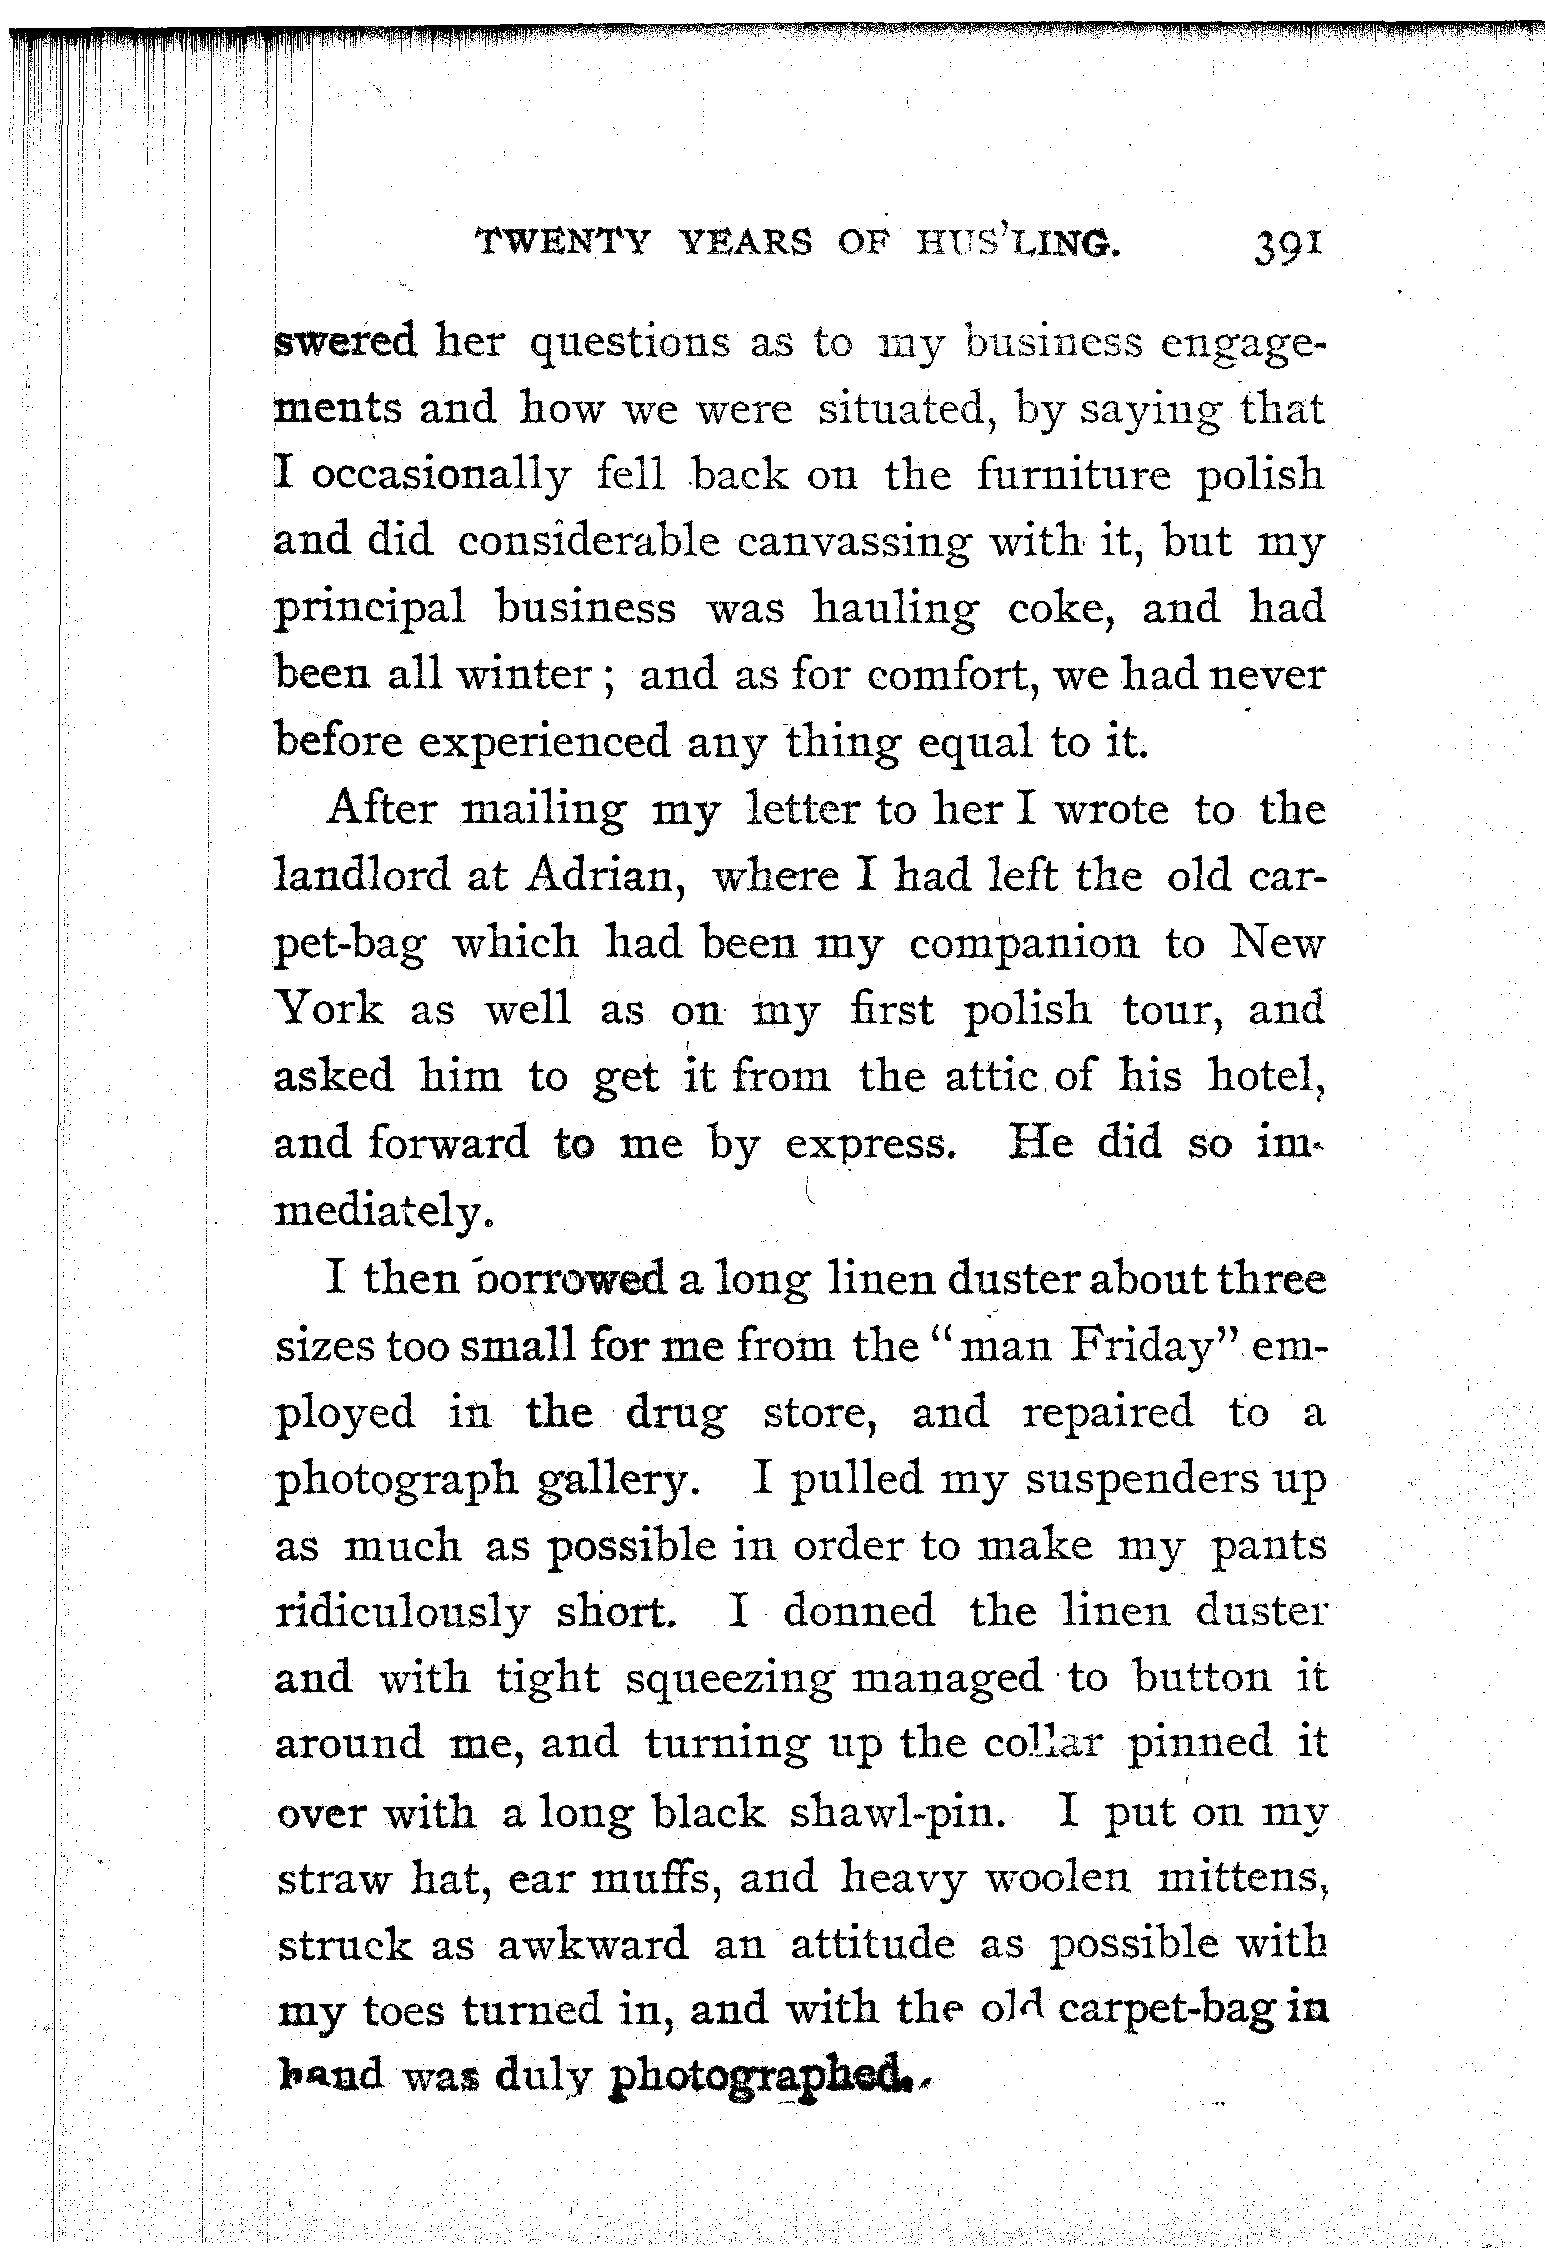 TWENTY YEARS OF HUS'LING. 391
swered her questions as to my business engage-
ments and how we were situated, by saying that
I occasionally fell back on the furniture polish
and did considerable canvassing with it, but my
principal business was hauling coke, and had
been all winter; and as for comfort, we had never
before experienced any thing equal to it.
After mailing my letter to her I wrote to the
landlord at Adrian, where I had left the old car-
pet-bag which had been my companion to New
York as well as on my first polish tour, and
asked him to get it from the attic of his hotel,
and forward to me by express. He did so im-
mediately.
I then borrowed a long linen duster about three
sizes too small for me from the "man Friday" em-
ployed in the drug store, and repaired to a
photograph gallery. I pulled my suspenders up
as much as possible in order to make my pants
ridiculously short. I donned the linen duster
and with tight squeezing managed to button it
around me, and turning up the collar pinned it
over with a long black shawl-pin. I put on my
straw hat, ear muffs, and heavy woolen mittens,
struck as awkward an attitude as possible with
my toes turned in, and with the old carpet-bag in
hand was duly photographed.